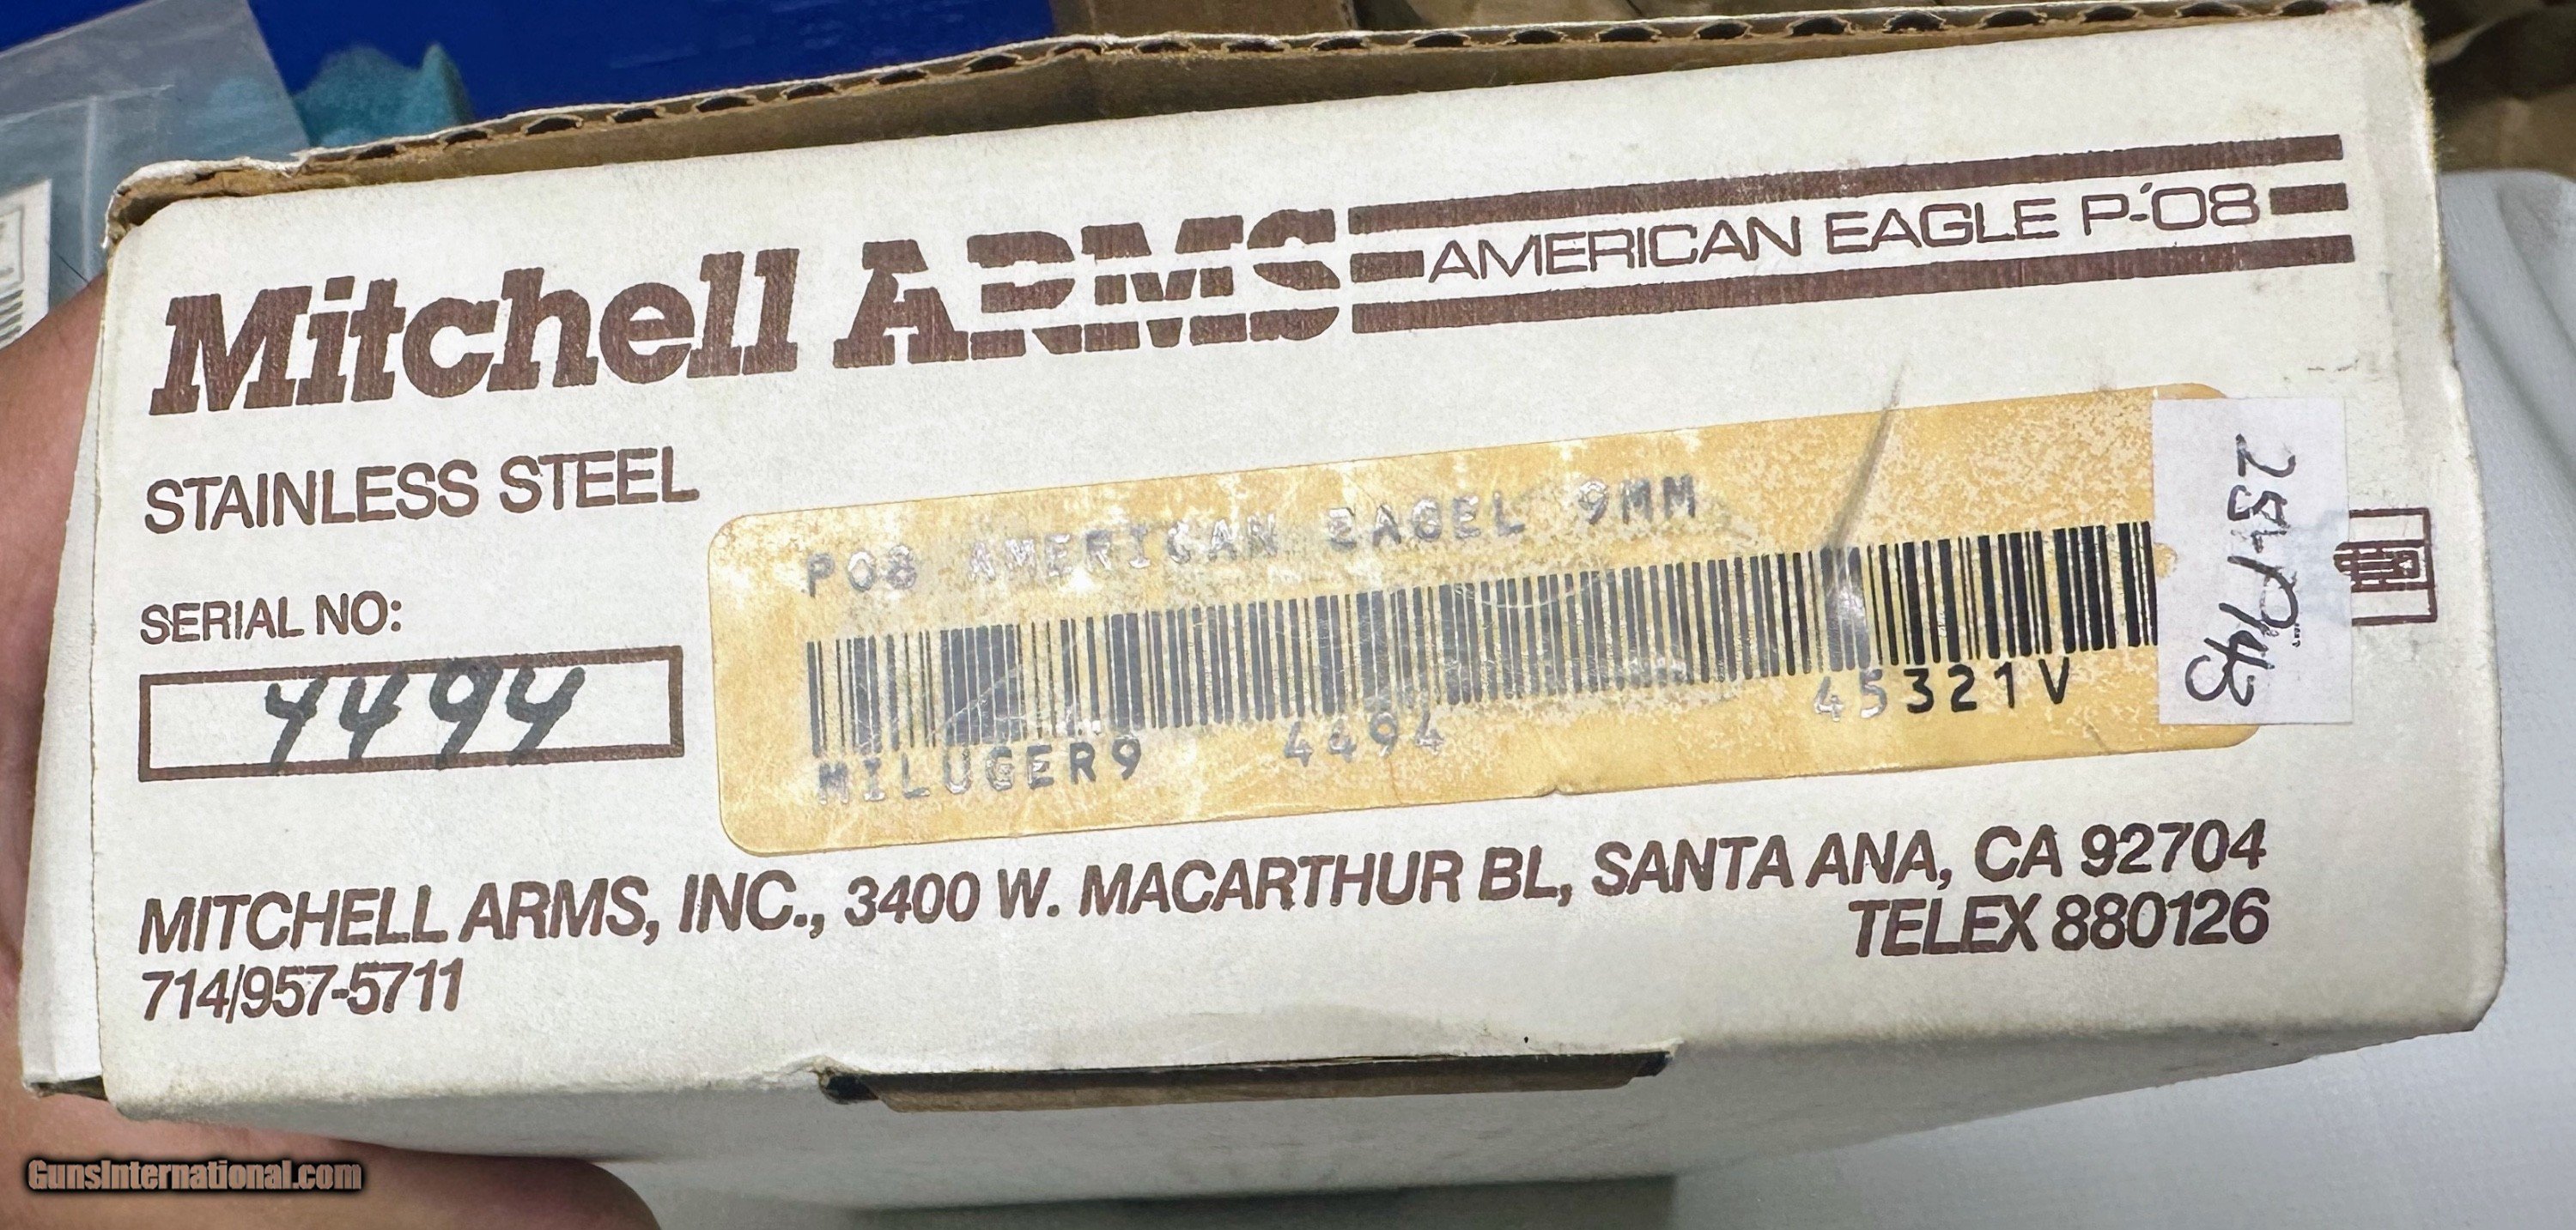 Mitchell ARMS AMERICAN EAGLE P-'08
STAINLESS STEEL
SERIAL NO:
4494
P08 AMERICAN EAGEL 9MM
45321V
MILUGER9 4494
MITCHELL ARMS, INC., 3400 W. MACARTHUR BL, SANTA ANA, CA 92704
714/957-5711
TELEX 880126
GunsInternational.com